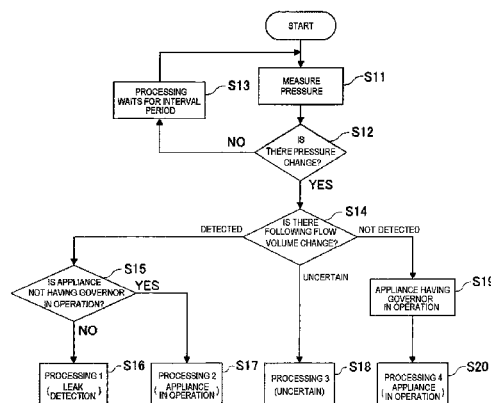 START
MEASURE
PRESSURE
S11
PROCESSING
WAITS FOR INTERVAL
PERIOD
S13
IS
THERE PRESSURE
CHANGE?
S12
NO
YES
IS THERE
FOLLOWING FLOW
VOLUME CHANGE?
S14
DETECTED
NOT DETECTED
UNCERTAIN
IS APPLIANCE
NOT HAVING GOVERNOR
IN OPERATION?
S15
YES
NO
APPLIANCE HAVING
GOVERNOR
IN OPERATION
S19
PROCESSING 1
( LEAK
DETECTION )
S16
PROCESSING 2
( APPLIANCE
IN OPERATION )
S17
PROCESSING 3
(UNCERTAIN)
S18
PROCESSING 4
( APPLIANCE
IN OPERATION )
S20